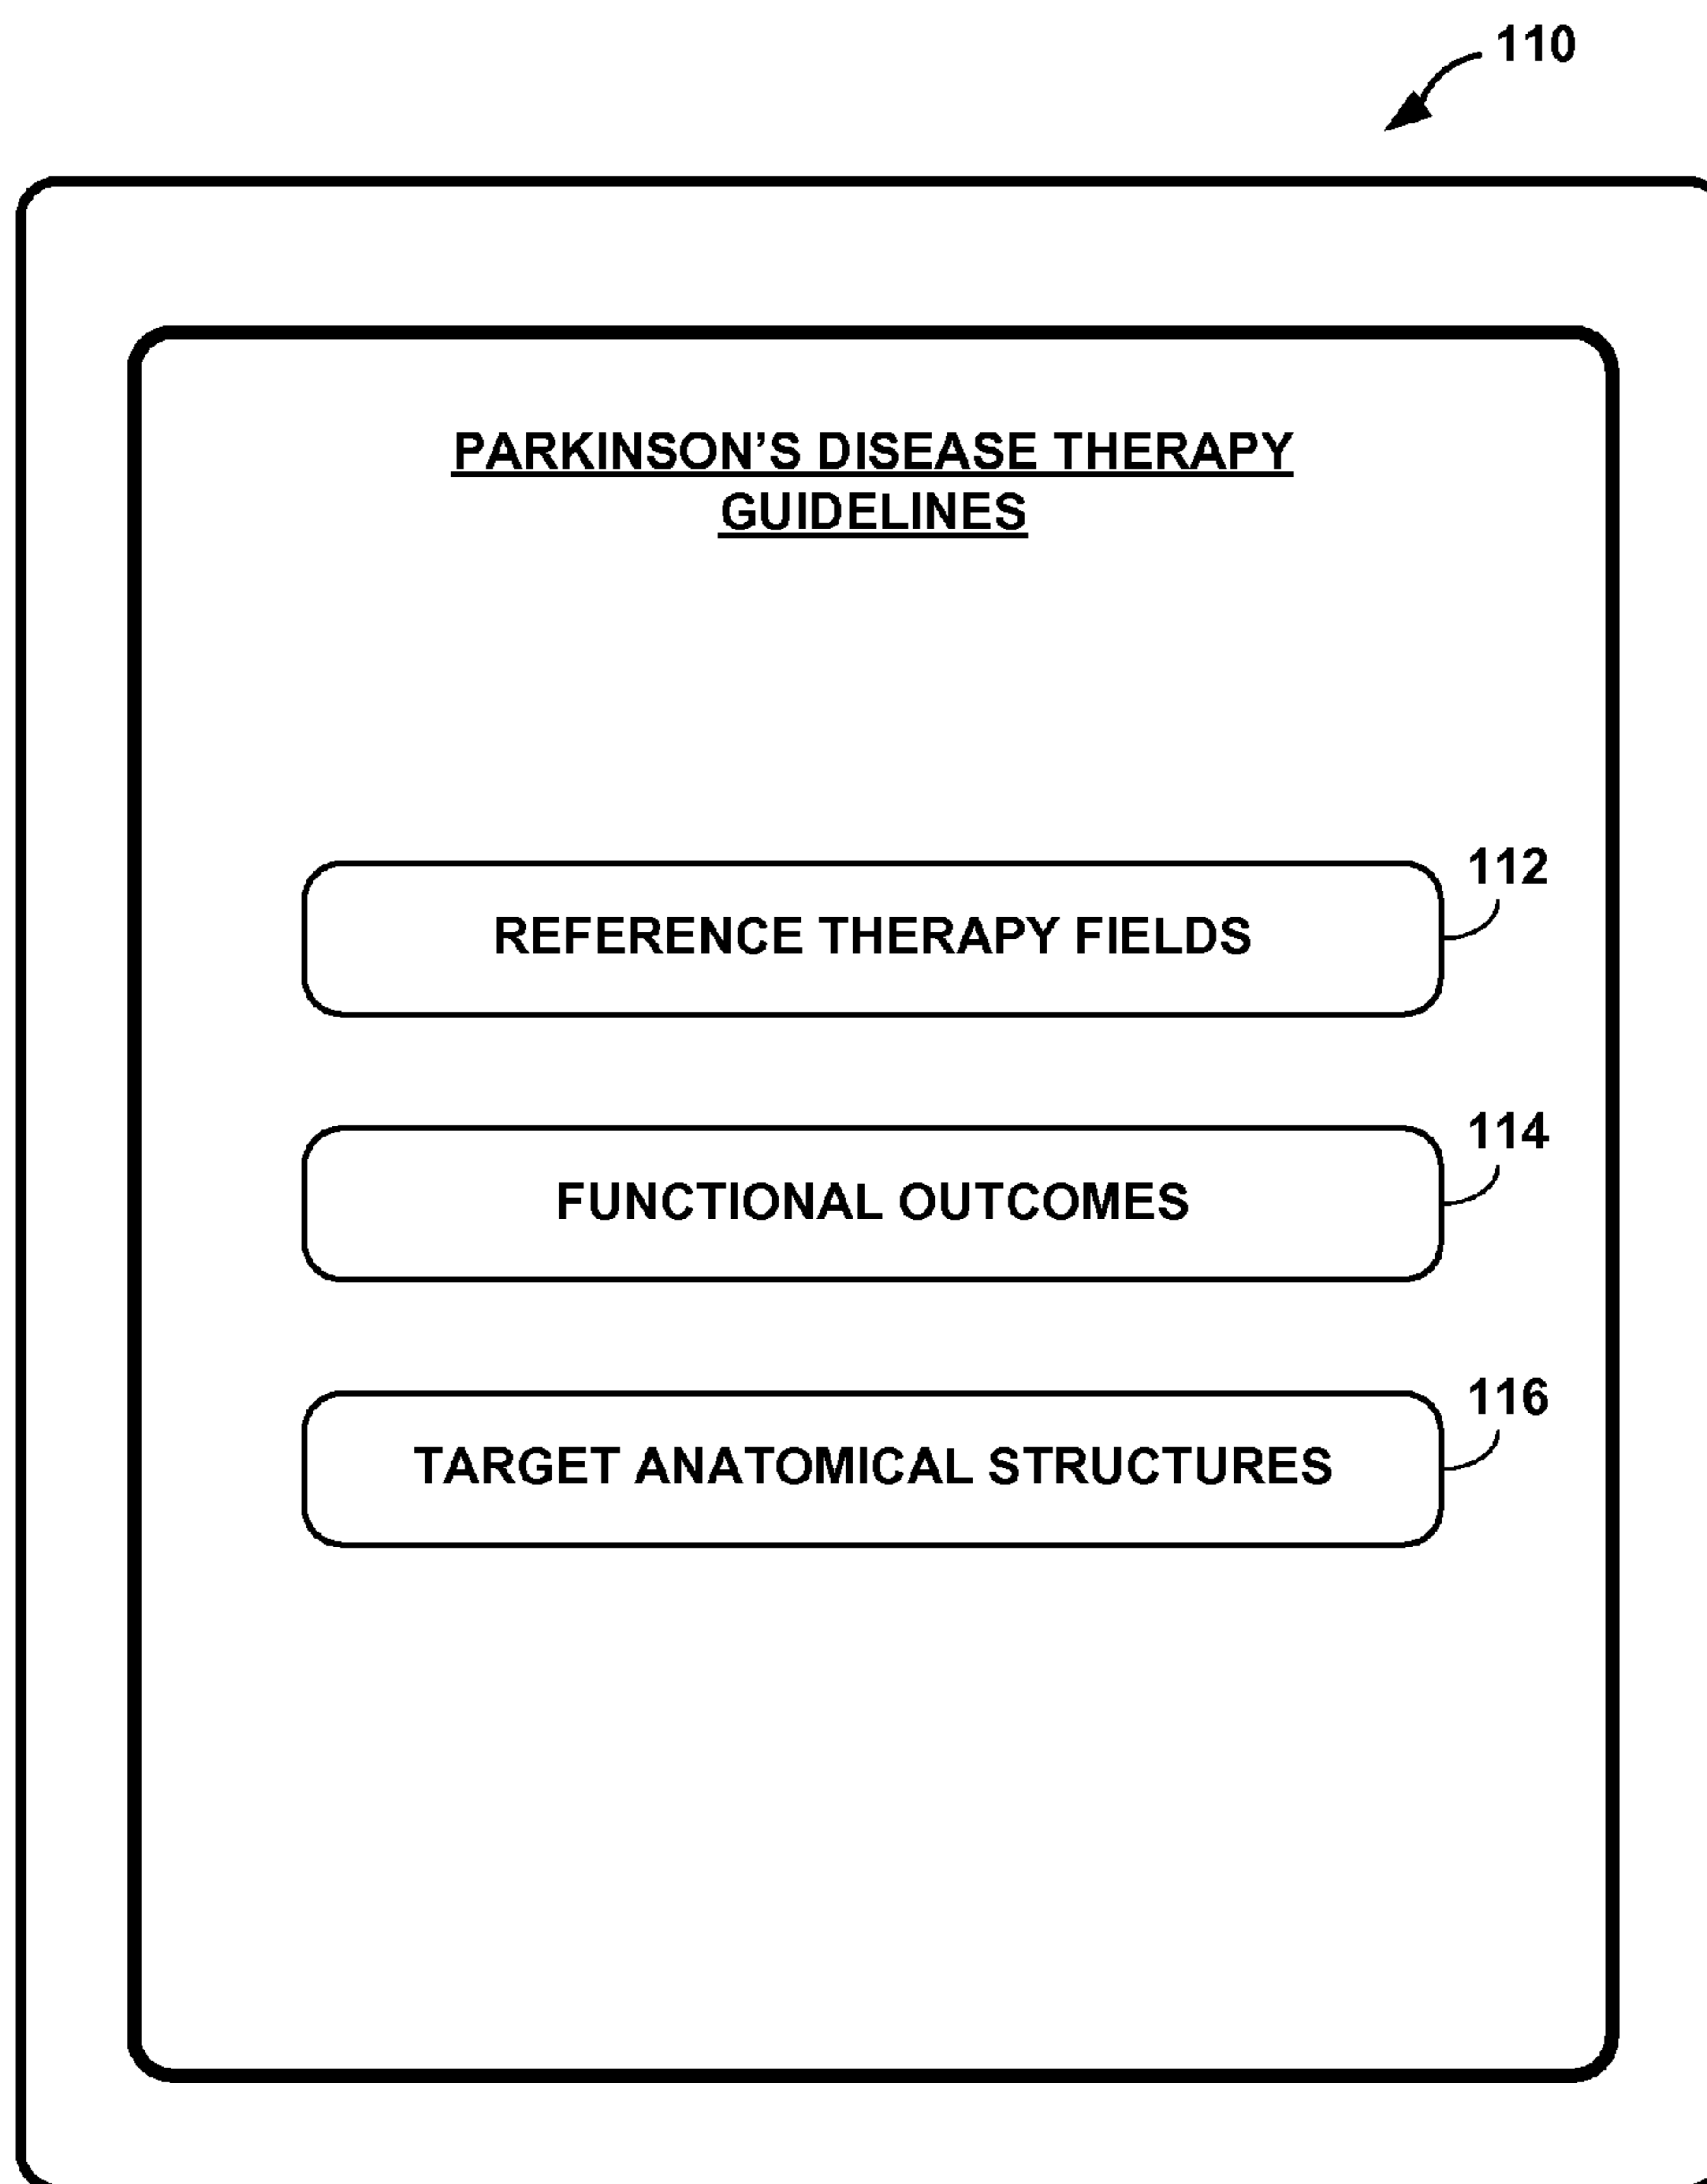 110
PARKINSON'S DISEASE THERAPY
GUIDELINES
112
REFERENCE THERAPY FIELDS
114
FUNCTIONAL OUTCOMES
116
TARGET ANATOMICAL STRUCTURES